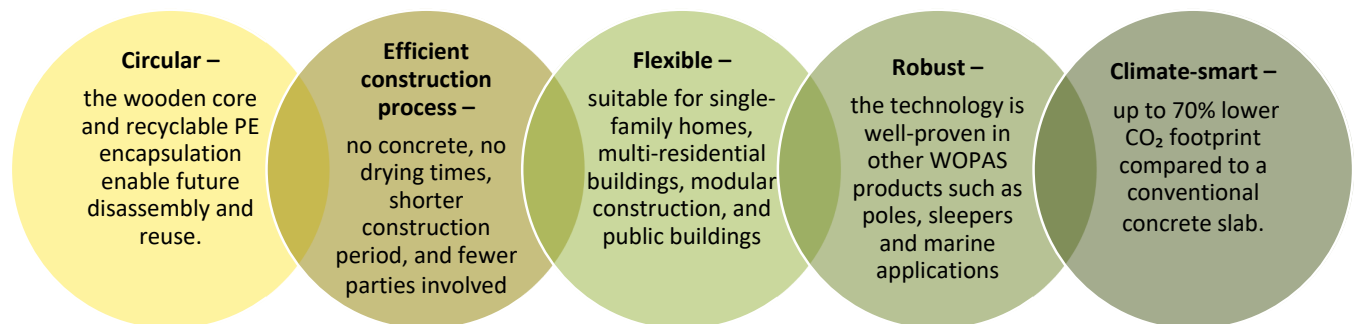 Circular –
the wooden core
and recyclable PE
encapsulation
enable future
disassembly and
reuse.
Efficient
construction
process –
no concrete, no
drying times,
shorter
construction
period, and fewer
parties involved
Flexible –
suitable for single-
family homes,
multi-residential
buildings, modular
construction, and
public buildings
Robust –
the technology is
well-proven in
other WOPAS
products such as
poles, sleepers
and marine
applications
Climate-smart –
up to 70% lower
CO₂ footprint
compared to a
conventional
concrete slab.